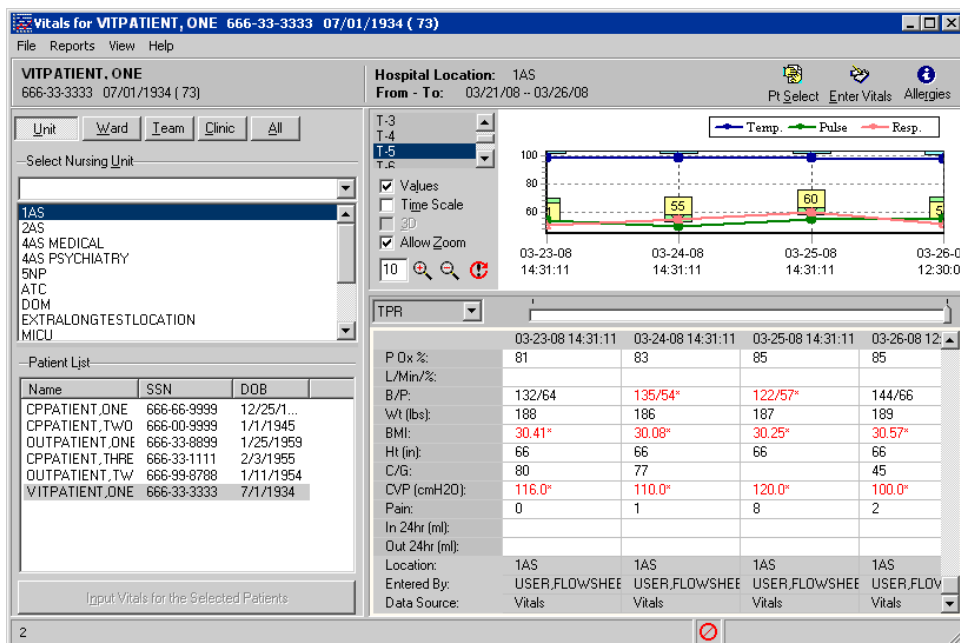 Vitals for VITPATIENT, ONE 666-33-3333 07/01/1934 ( 73)
File Reports View Help
VITPATIENT, ONE
666-33-3333 07/01/1934 ( 73)
Hospital Location: 1AS
From - To: 03/21/08 -- 03/26/08
Pt Select Enter Vitals Allergies
Unit Ward Team Clinic All
Select Nursing Unit
1AS
2AS
4AS MEDICAL
4AS PSYCHIATRY
5NP
ATC
DOM
EXTRALONGTESTLOCATION
MICU
Patient List
Name SSN DOB
CPPATIENT,ONE 666-66-9999 12/25/1...
CPPATIENT,TWO 666-00-9999 1/1/1945
OUTPATIENT,ONE 666-33-8899 1/25/1959
CPPATIENT,THRE 666-33-1111 2/3/1955
OUTPATIENT,TW 666-99-8788 1/11/1954
VITPATIENT,ONE 666-33-3333 7/1/1934
Input Vitals for the Selected Patients
2
T-3
T-4
T-5
T-6
Values
Time Scale
3D
Allow Zoom
10
Temp. Pulse Resp.
100
80
60
55 60 5
03-23-08 03-24-08 03-25-08 03-26-0
14:31:11 14:31:11 14:31:11 12:30:0
TPR
03-23-08 14:31:11 03-24-08 14:31:11 03-25-08 14:31:11 03-26-08 12:
P Ox %: 81 83 85 85
L/Min/%:
B/P: 132/64 135/54* 122/57* 144/66
Wt (lbs): 188 186 187 189
BMI: 30.41* 30.08* 30.25* 30.57*
Ht (in) 66 66 66 66
C/G: 80 77 45
CVP (cmH2O): 116.0* 110.0* 120.0* 100.0*
Pain: 0 1 8 2
In 24hr (ml):
Out 24hr (ml):
Location: 1AS 1AS 1AS 1AS
Entered By: USER,FLOWSHEE USER,FLOWSHEE USER,FLOWSHEE USER,FLOW
Data Source: Vitals Vitals Vitals Vitals